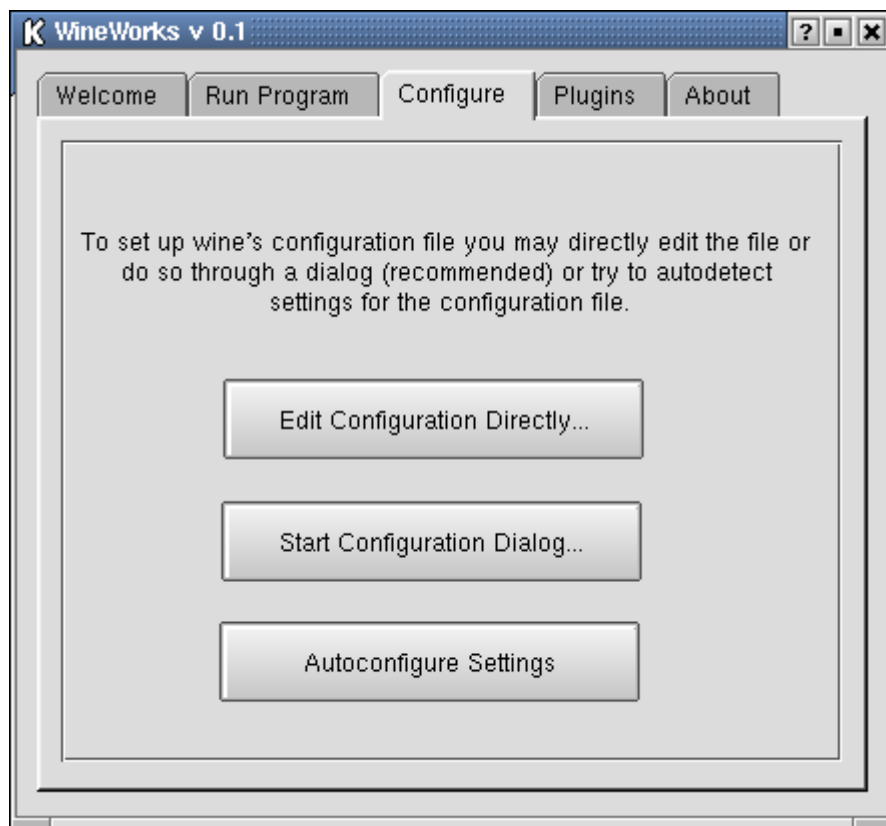 WineWorks v 0.1
Welcome Run Program Configure Plugins About
To set up wine's configuration file you may directly edit the file or
do so through a dialog (recommended) or try to autodetect
settings for the configuration file.
Edit Configuration Directly...
Start Configuration Dialog...
Autoconfigure Settings